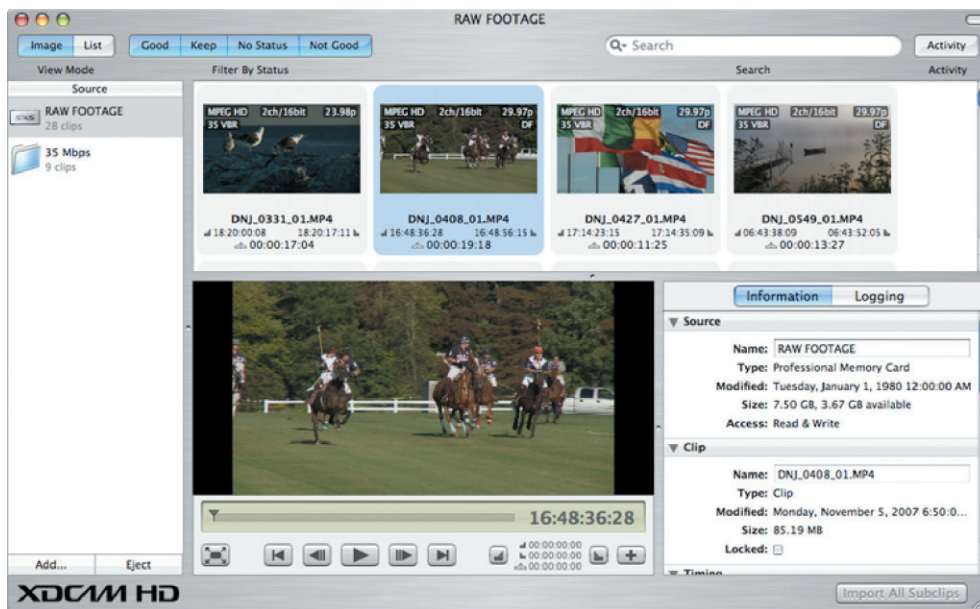 RAW FOOTAGE
Image List
Good Keep No Status Not Good
Search
Activity
View Mode
Filter By Status
Search
Activity
Source
RAW FOOTAGE
28 clips
35 Mbps
9 clips
MPEG HD 2ch/16bit 23.98p
35 VBR
DNJ_0331_01.MP4
18:20:00:08 18:20:17:11
00:00:17:04
MPEG HD 2ch/16bit 29.97p
35 VBR DF
DNJ_0408_01.MP4
16:48:36:28 16:48:56:15
00:00:19:18
MPEG HD 2ch/16bit 29.97p
35 VBR DF
DNJ_0427_01.MP4
17:14:23:15 17:14:35:09
00:00:11:25
MPEG HD 2ch/16bit 29.97p
35 VBR DF
DNJ_0549_01.MP4
06:43:38:09 06:43:52:05
00:00:13:27
16:48:36:28
00:00:00:00
00:00:00:00
00:00:00:00
Information Logging
Source
Name: RAW FOOTAGE
Type: Professional Memory Card
Modified: Tuesday, January 1, 1980 12:00:00 AM
Size: 7.50 GB, 3.67 GB available
Access: Read & Write
Clip
Name: DNJ_0408_01.MP4
Type: Clip
Modified: Monday, November 5, 2007 6:50:0...
Size: 85.19 MB
Locked:
Timing
Add... Eject
XDCAM HD
Import All Subclips